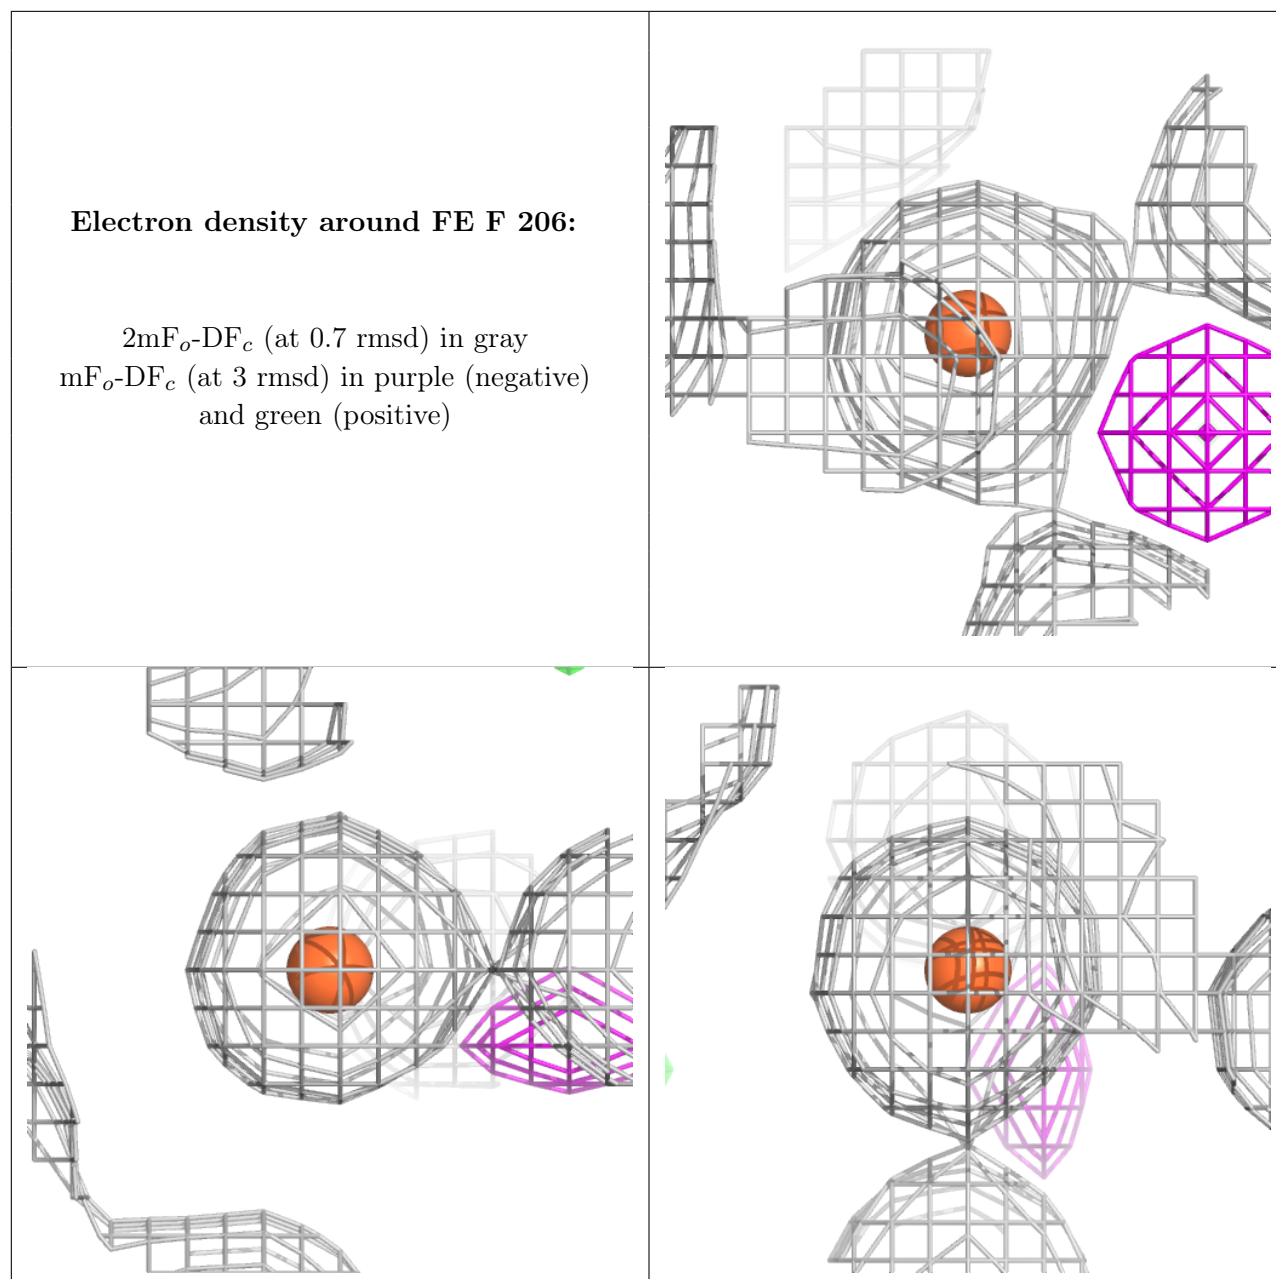 Electron density around FE F 206:
2mFo-DFc (at 0.7 rmsd) in gray
mFo-DFc (at 3 rmsd) in purple (negative)
and green (positive)